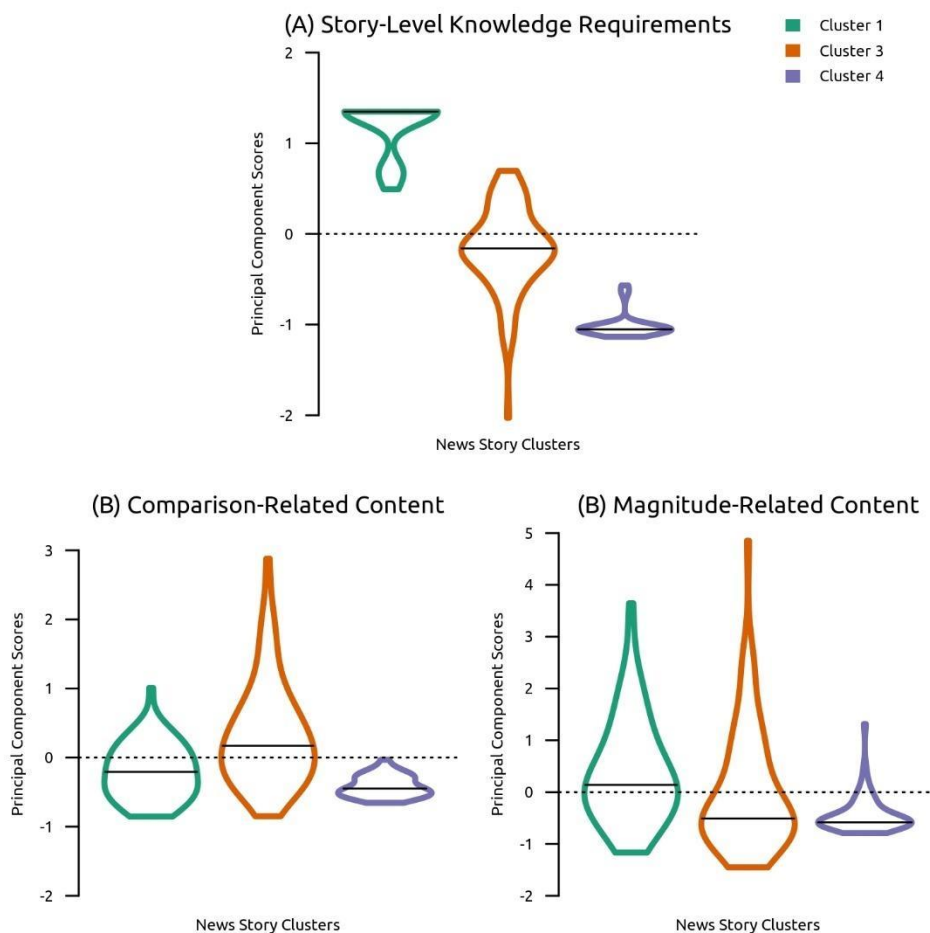 (A) Story-Level Knowledge Requirements
Cluster 1
Cluster 3
Cluster 4
Principal Component Scores
2
1
0
-1
-2
News Story Clusters
(B) Comparison-Related Content
Principal Component Scores
3
2
1
0
-1
-2
News Story Clusters
(B) Magnitude-Related Content
Principal Component Scores
5
4
3
2
1
0
-1
-2
News Story Clusters